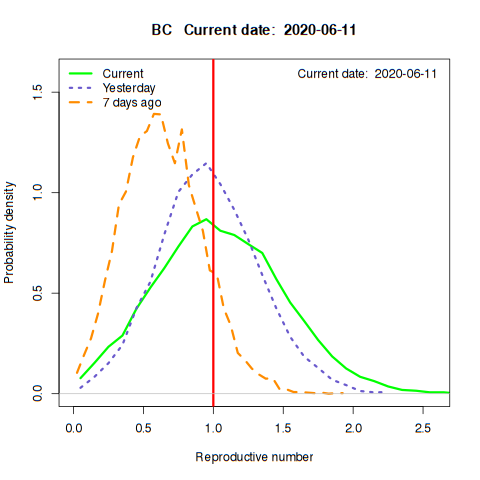 BC   Current date:  2020-06-11
Current
Yesterday
7 days ago
Current date:  2020-06-11
Probability density
0.0
0.5
1.0
1.5
0.0
0.5
1.0
1.5
2.0
2.5
Reproductive number